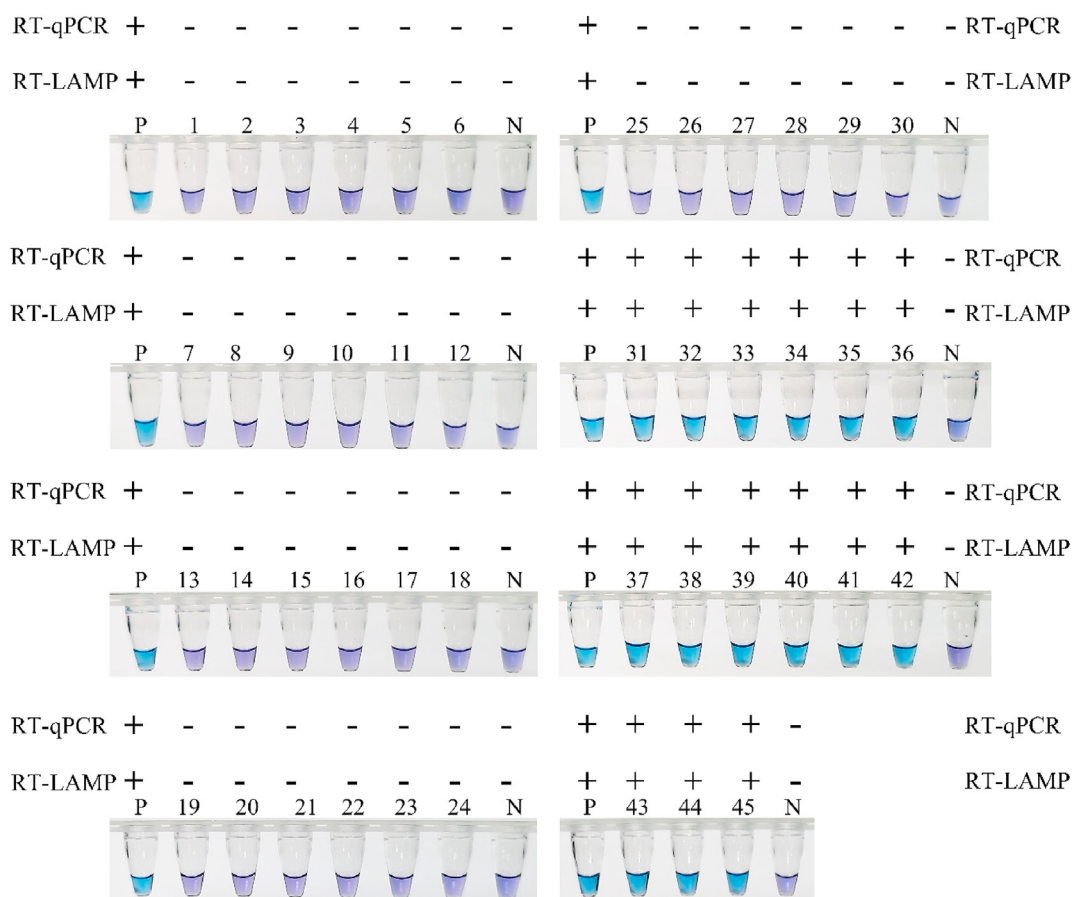 RT-qPCR + - - - - - - - + - - - - - - - RT-qPCR
RT-LAMP + - - - - - - - + - - - - - - - RT-LAMP
P 1 2 3 4 5 6 N P 25 26 27 28 29 30 N
RT-qPCR + - - - - - - - + + + + + + + - RT-qPCR
RT-LAMP + - - - - - - - + + + + + + + - RT-LAMP
P 7 8 9 10 11 12 N P 31 32 33 34 35 36 N
RT-qPCR + - - - - - - - + + + + + + + - RT-qPCR
RT-LAMP + - - - - - - - + + + + + + + - RT-LAMP
P 13 14 15 16 17 18 N P 37 38 39 40 41 42 N
RT-qPCR + - - - - - - - + + + + - RT-qPCR
RT-LAMP + - - - - - - - + + + + - RT-LAMP
P 19 20 21 22 23 24 N P 43 44 45 N